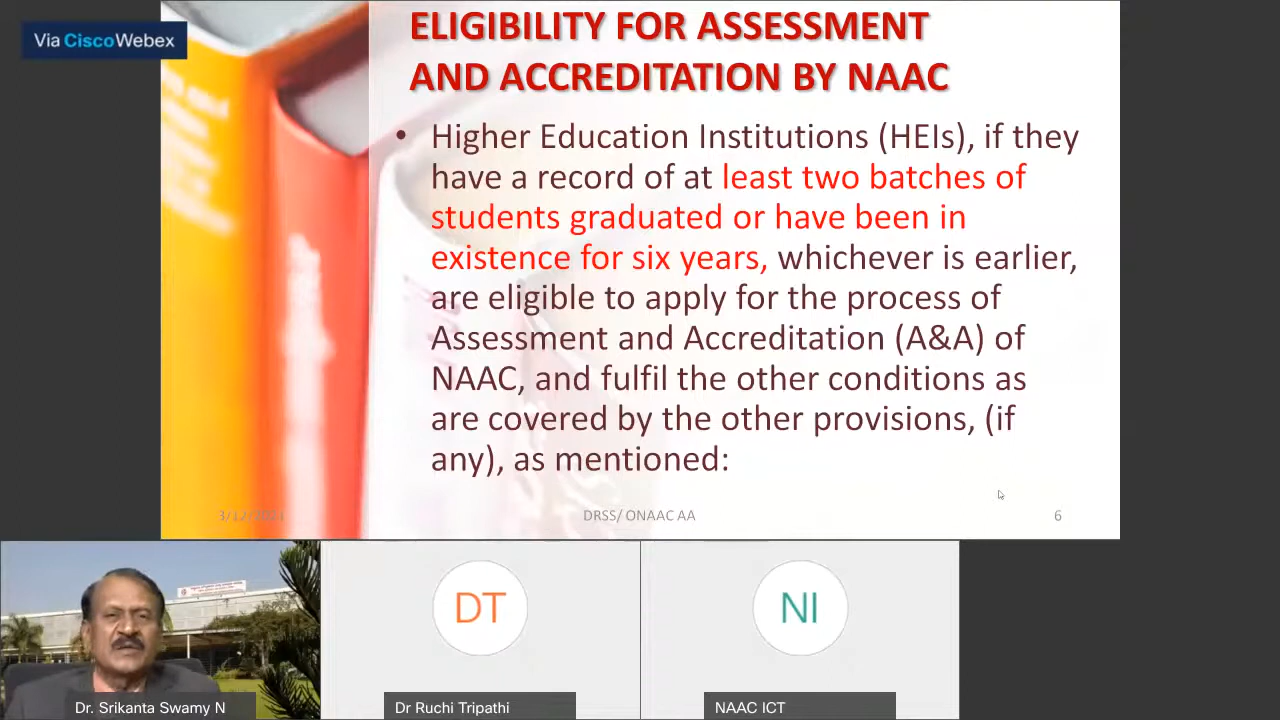 Via CiscoWebex
ELIGIBILITY FOR ASSESSMENT
AND ACCREDITATION BY NAAC
• Higher Education Institutions (HEIs), if they
have a record of at least two batches of
students graduated or have been in
existence for six years, whichever is earlier,
are eligible to apply for the process of
Assessment and Accreditation (A&A) of
NAAC, and fulfil the other conditions as
are covered by the other provisions, (if
any), as mentioned:
DRSS/ ONAAC AA
6
DT
NI
Dr. Srikanta Swamy N
Dr Ruchi Tripathi
NAAC ICT